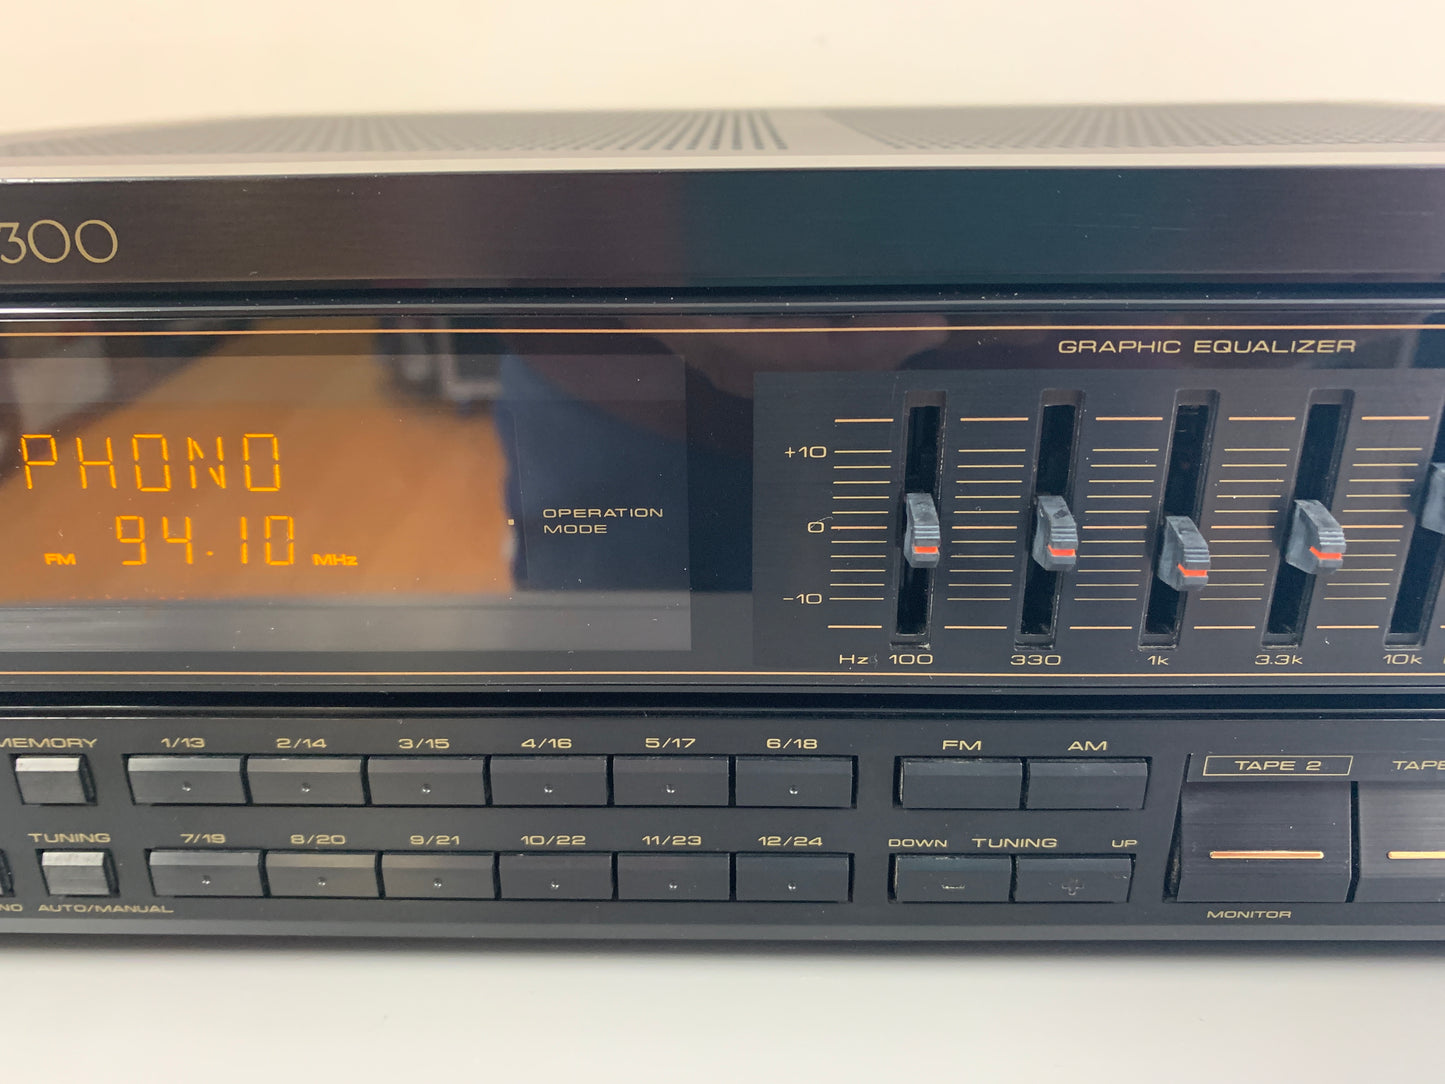 300
GRAPHIC EQUALIZER
PHONO
FM 94.10 MHz
OPERATION
MODE
+10
0
-10
Hz 100 330 1k 3.3k 10k
MEMORY 1/13 2/14 3/15 4/16 5/17 6/18 FM AM
TAPE 2 TAPE
TUNING 7/19 8/20 9/21 10/22 11/23 12/24 DOWN TUNING UP
- +
NO AUTO/MANUAL
MONITOR